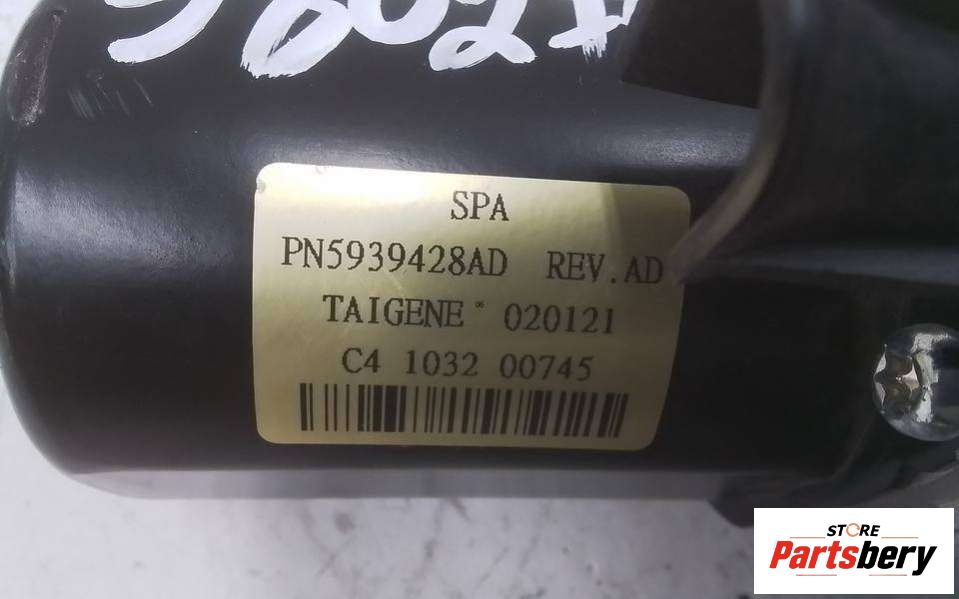 SPA
PN5939428AD REV.AD
TAIGENE 020121
C4 1032 00745
STORE
Partsbery